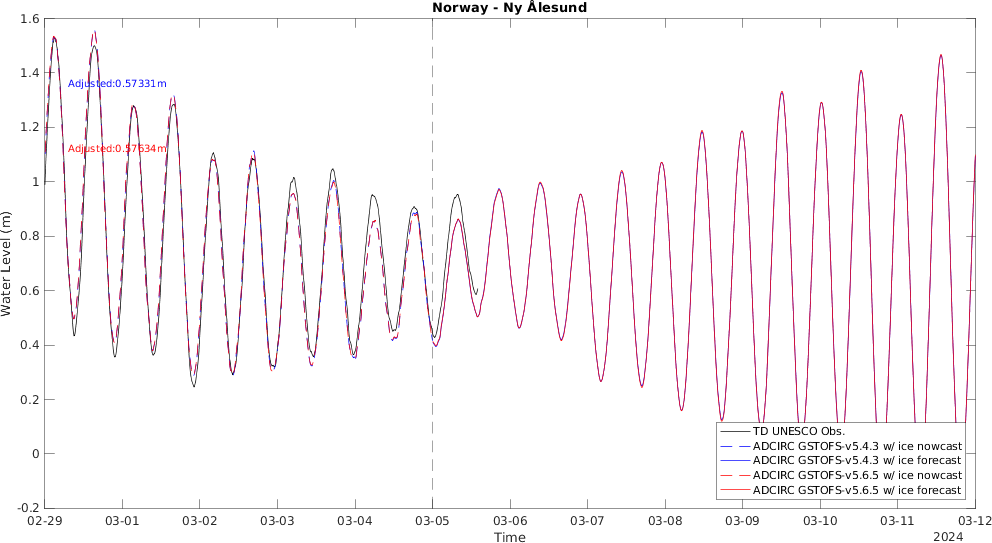 Norway - Ny Ålesund
1.6
1.4
1.2
1
0.8
0.6
0.4
0.2
0
-0.2
Water Level (m)
Adjusted:0.57331m
Adjusted:0.57634m
TD UNESCO Obs.
ADCIRC GSTOFS-v5.4.3 w/ ice nowcast
ADCIRC GSTOFS-v5.4.3 w/ ice forecast
ADCIRC GSTOFS-v5.6.5 w/ ice nowcast
ADCIRC GSTOFS-v5.6.5 w/ ice forecast
02-29 03-01 03-02 03-03 03-04 03-05 03-06 03-07 03-08 03-09 03-10 03-11 03-12
Time
2024